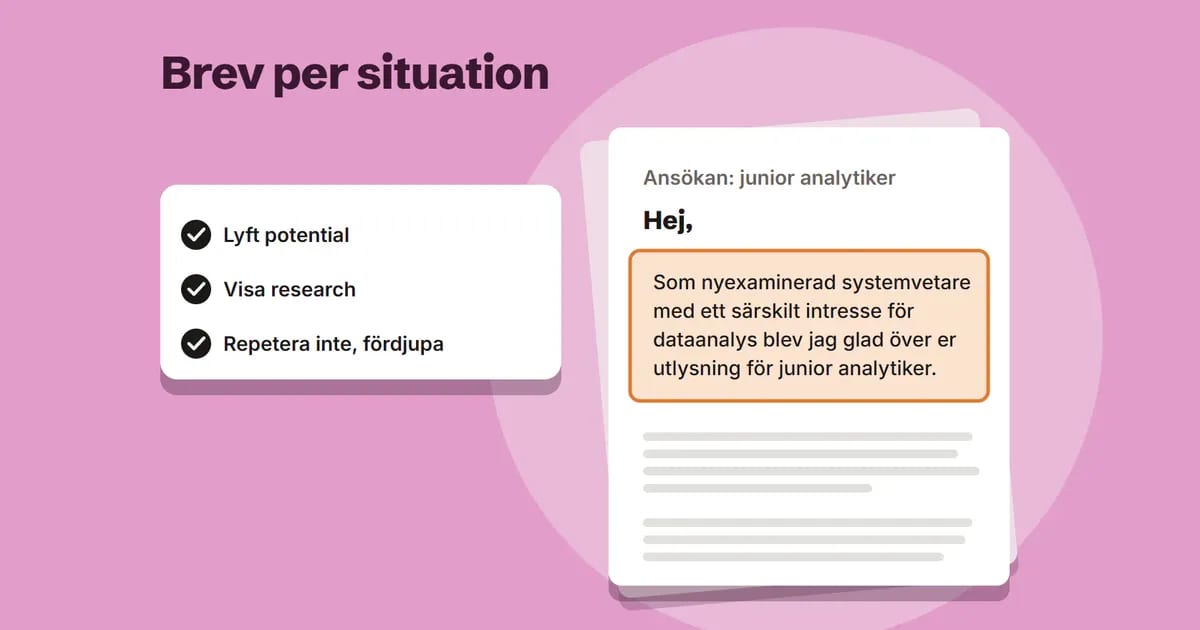 Brev per situation
Lyft potential
Visa research
Repetera inte, fördjupa
Ansökan: junior analytiker
Hej,
Som nyexaminerad systemvetare
med ett särskilt intresse för
dataanalys blev jag glad över er
utlysning för junior analytiker.